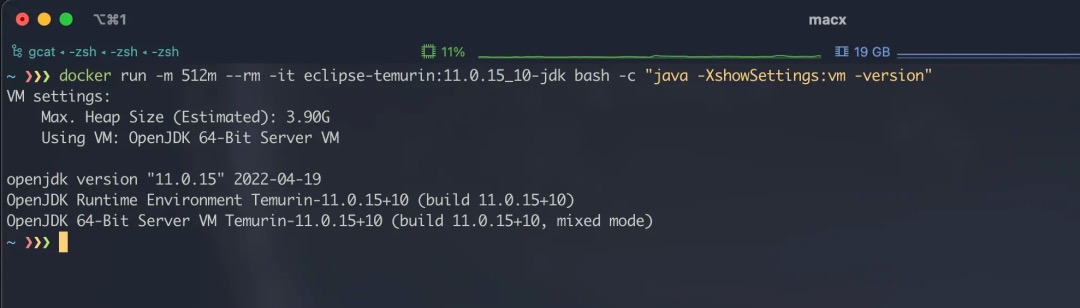 ⌥⌘1
macx
gcat ◂ -zsh ◂ -zsh ◂ -zsh
11%
19 GB
~ ❯❯❯ docker run -m 512m --rm -it eclipse-temurin:11.0.15_10-jdk bash -c "java -XshowSettings:vm -version"
VM settings:
    Max. Heap Size (Estimated): 3.90G
    Using VM: OpenJDK 64-Bit Server VM
openjdk version "11.0.15" 2022-04-19
OpenJDK Runtime Environment Temurin-11.0.15+10 (build 11.0.15+10)
OpenJDK 64-Bit Server VM Temurin-11.0.15+10 (build 11.0.15+10, mixed mode)
~ ❯❯❯